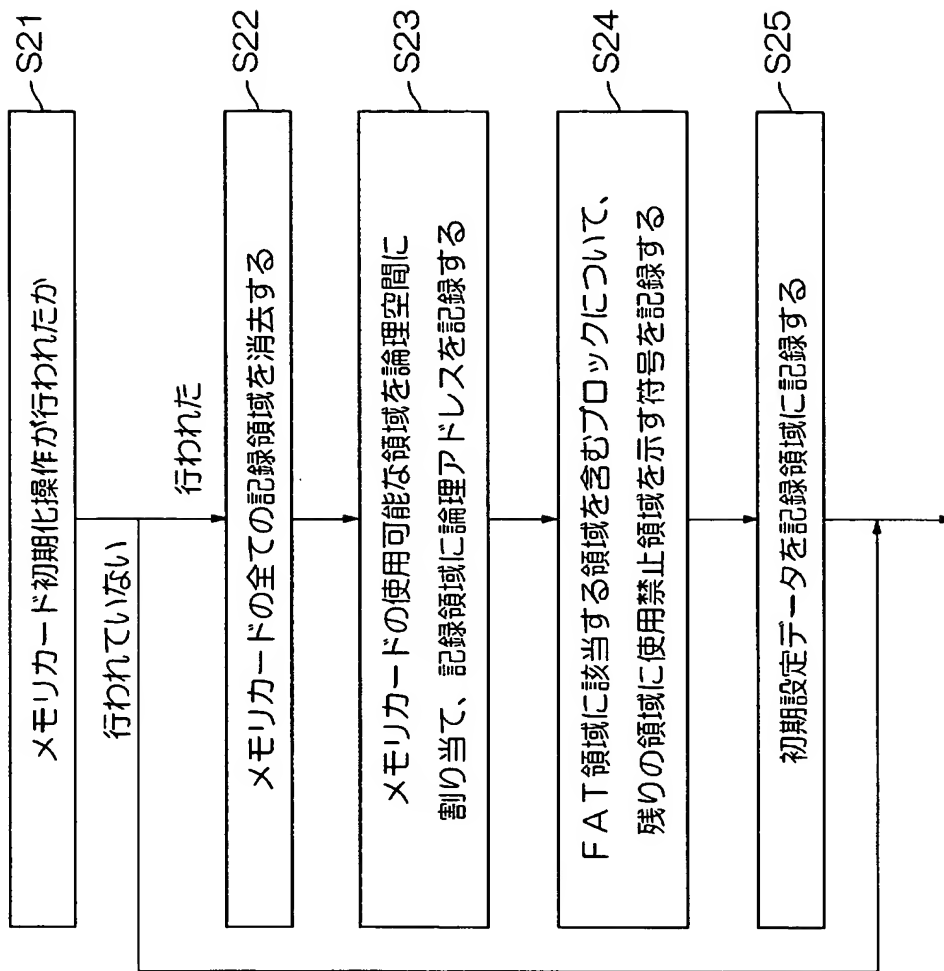 メモリカード初期化操作が行われたか
S21
行われていない
行われた
メモリカードの全ての記録領域を消去する
S22
メモリカードの使用可能な領域を論理空間に
割り当て、記録領域に論理アドレスを記録する
S23
ＦＡＴ領域に該当する領域を含むブロックについて、
残りの領域に使用禁止領域を示す符号を記録する
S24
初期設定データを記録領域に記録する
S25